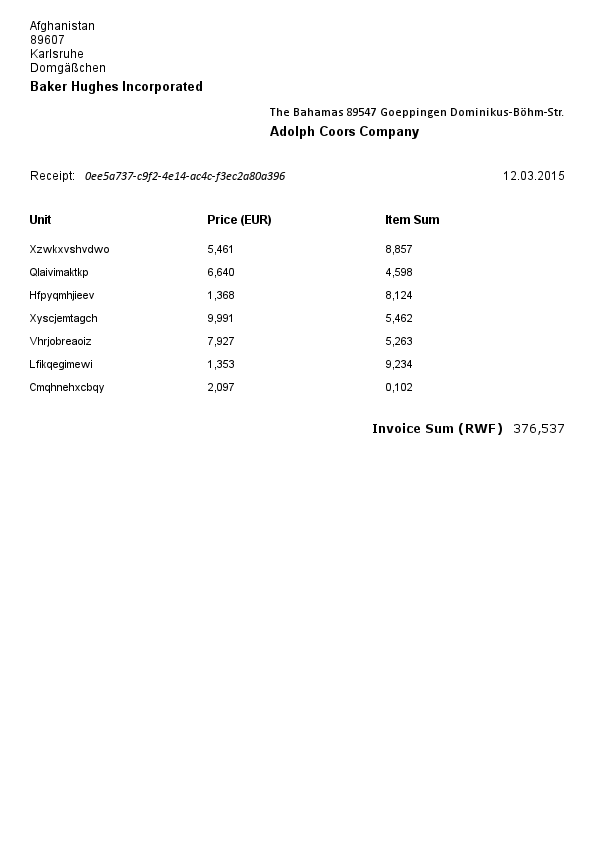 Afghanistan
89607
Karlsruhe
Domgäßchen
Baker Hughes Incorporated
The Bahamas 89547 Goeppingen Dominikus-Böhm-Str.
Adolph Coors Company
Receipt: 0ee5a737-c9f2-4e14-ac4c-f3ec2a80a396 12.03.2015
Unit Price (EUR) Item Sum
Xzwkxvshvdwo 5,461 8,857
Qlaivimaktkp 6,640 4,598
Hfpyqmhjieev 1,368 8,124
Xyscjemtagch 9,991 5,462
Vhrjobreaoiz 7,927 5,263
Lfikqegimewi 1,353 9,234
Cmqhnehxcbqy 2,097 0,102
Invoice Sum (RWF) 376,537